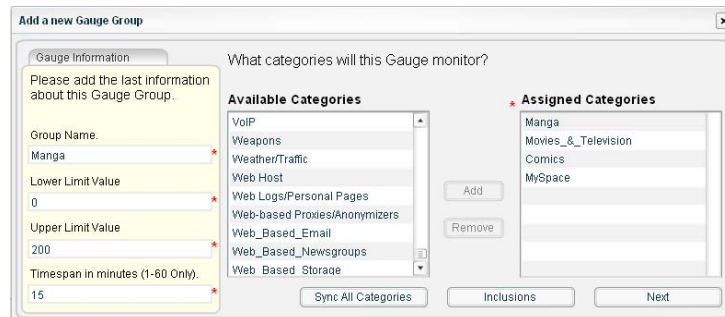 Add a new Gauge Group
Gauge Information
Please add the last information
about this Gauge Group.
Group Name.
Manga
*
Lower Limit Value
0
*
Upper Limit Value
200
*
Timespan in minutes (1-60 Only).
15
*
What categories will this Gauge monitor?
Available Categories
VoIP
Weapons
Weather/Traffic
Web Host
Web Logs/Personal Pages
Web-based Proxies/Anonymizers
Web_Based_Email
Web_Based_Newsgroups
Web_Based_Storage
Add
Remove
* Assigned Categories
Manga
Movies_&_Television
Comics
MySpace
Sync All Categories
Inclusions
Next